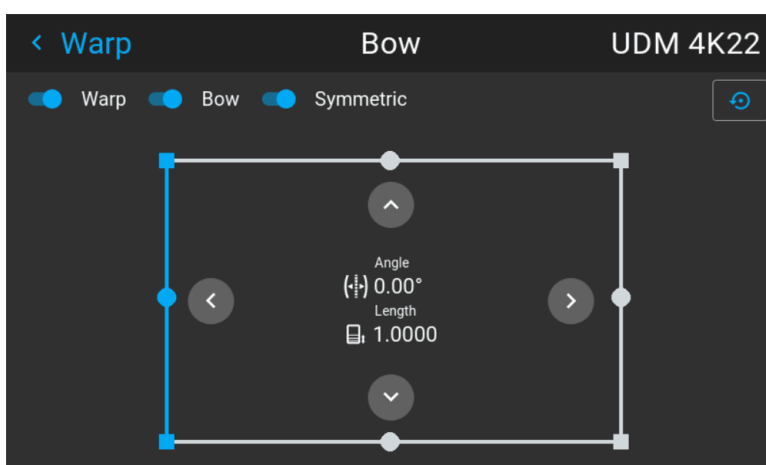 Warp
Bow
UDM 4K22
Warp
Bow
Symmetric
Angle
0.00°
Length
1.0000